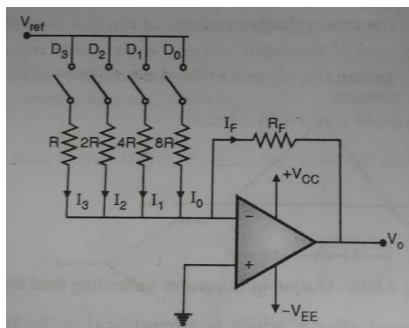 V_ref
D₃ D₂ D₁ D₀
R 2R 4R 8R
I_F R_F
+V_CC
I₃ I₂ I₁ I₀
−
+
V_o
−V_EE